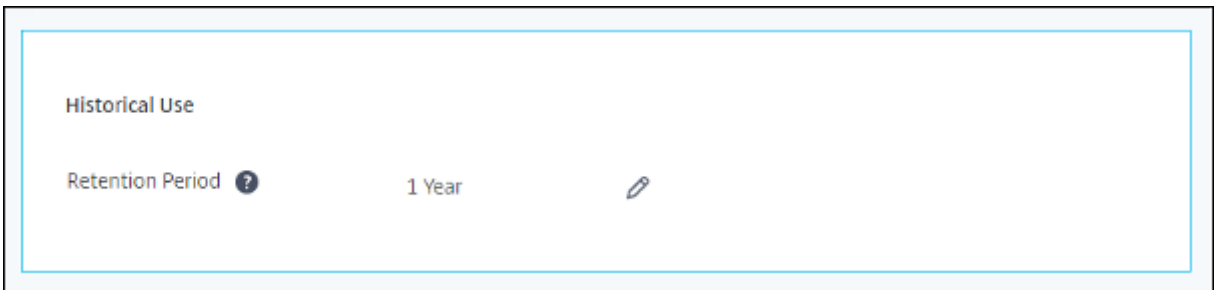 Historical Use
Retention Period ?
1 Year